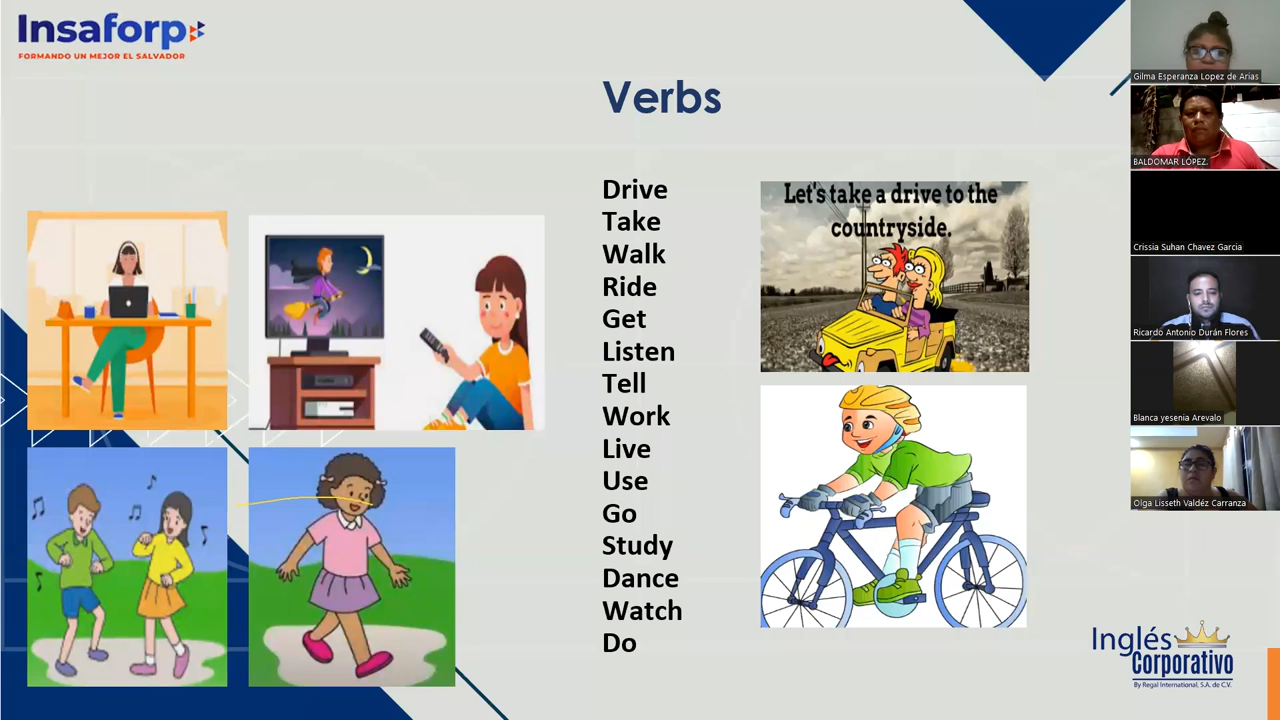 Insaforp
FORMANDO UN MEJOR EL SALVADOR
Verbs
Drive
Take
Walk
Ride
Get
Listen
Tell
Work
Live
Use
Go
Study
Dance
Watch
Do
Let's take a drive to the
countryside.
Gilma Esperanza Lopez de Arias
BALDOMAR LÓPEZ.
Crissia Suhan Chavez Garcia
Ricardo Antonio Durán Flores
Blanca yesenia Arevalo
Olga Lisseth Valdéz Carranza
Inglés
Corporativo
By Regal International, S.A. de C.V.